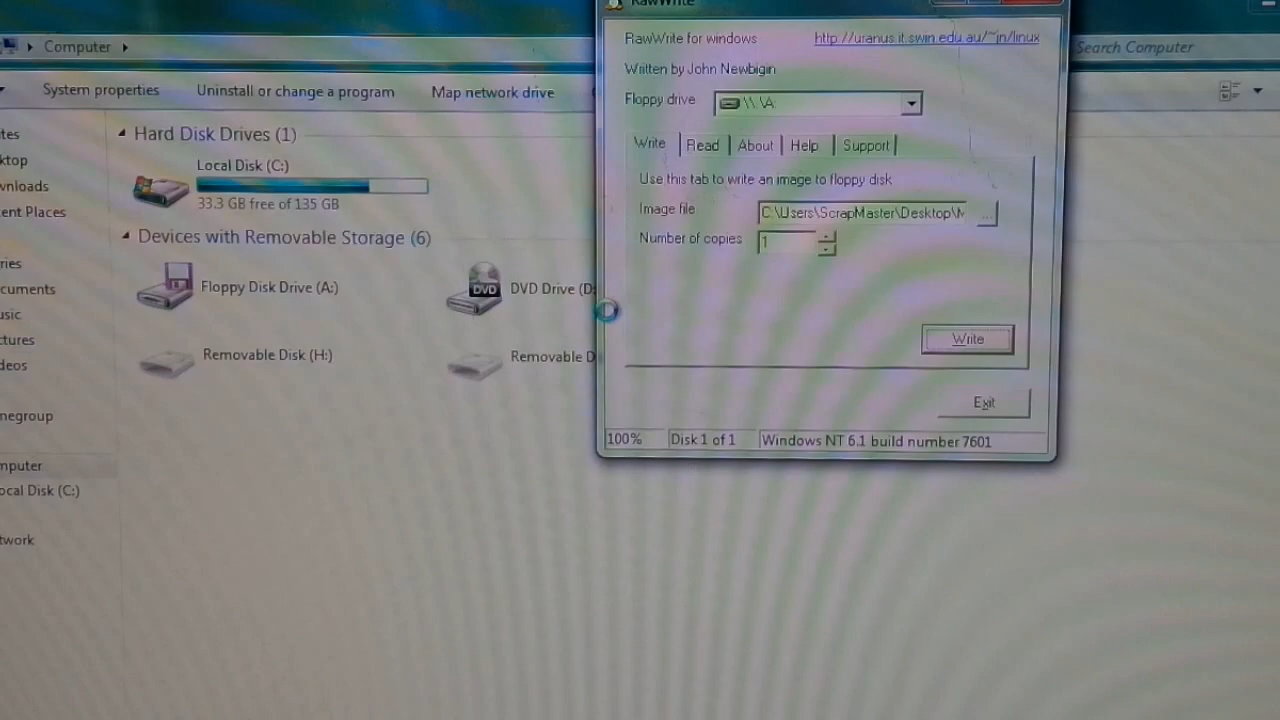 RawWrite
Computer
Search Computer
System properties
Uninstall or change a program
Map network drive
Hard Disk Drives (1)
Local Disk (C:)
33.3 GB free of 135 GB
Devices with Removable Storage (6)
Floppy Disk Drive (A:)
DVD
DVD Drive (D:
Removable Disk (H:)
Removable D
tes
ktop
wnloads
ent Places
ries
cuments
usic
tures
deos
negroup
mputer
ocal Disk (C:)
twork
RawWrite for windows
http://uranus.it.swin.edu.au/~jn/linux
Written by John Newbigin
Floppy drive
\\ \A:
Write
Read
About
Help
Support
Use this tab to write an image to floppy disk
Image file
C:\Users\ScrapMaster\Desktop\M
...
Number of copies
1
Write
Exit
100%
Disk 1 of 1
Windows NT 6.1 build number 7601